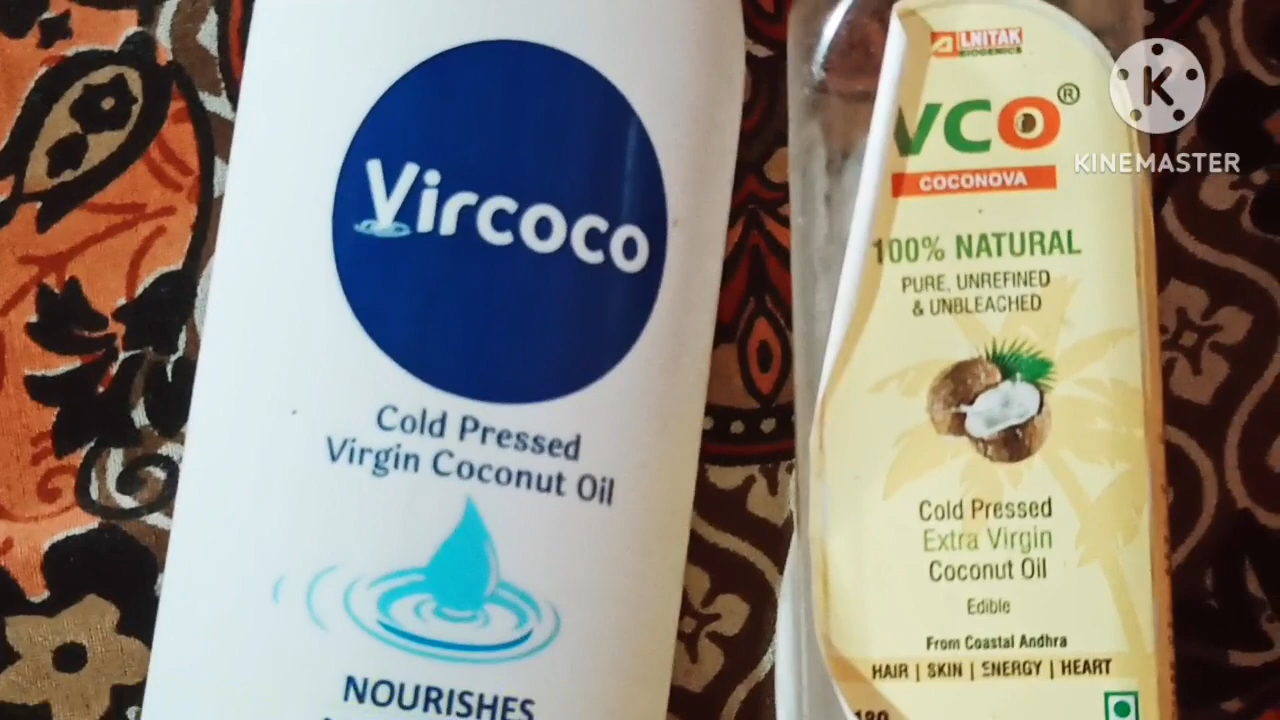 Vircoco
Cold Pressed
Virgin Coconut Oil
NOURISHES
LNITAK
BIOGENICS
VCO®
COCONOVA
100% NATURAL
PURE, UNREFINED
& UNBLEACHED
Cold Pressed
Extra Virgin
Coconut Oil
Edible
From Coastal Andhra
HAIR | SKIN | ENERGY | HEART
K
KINEMASTER